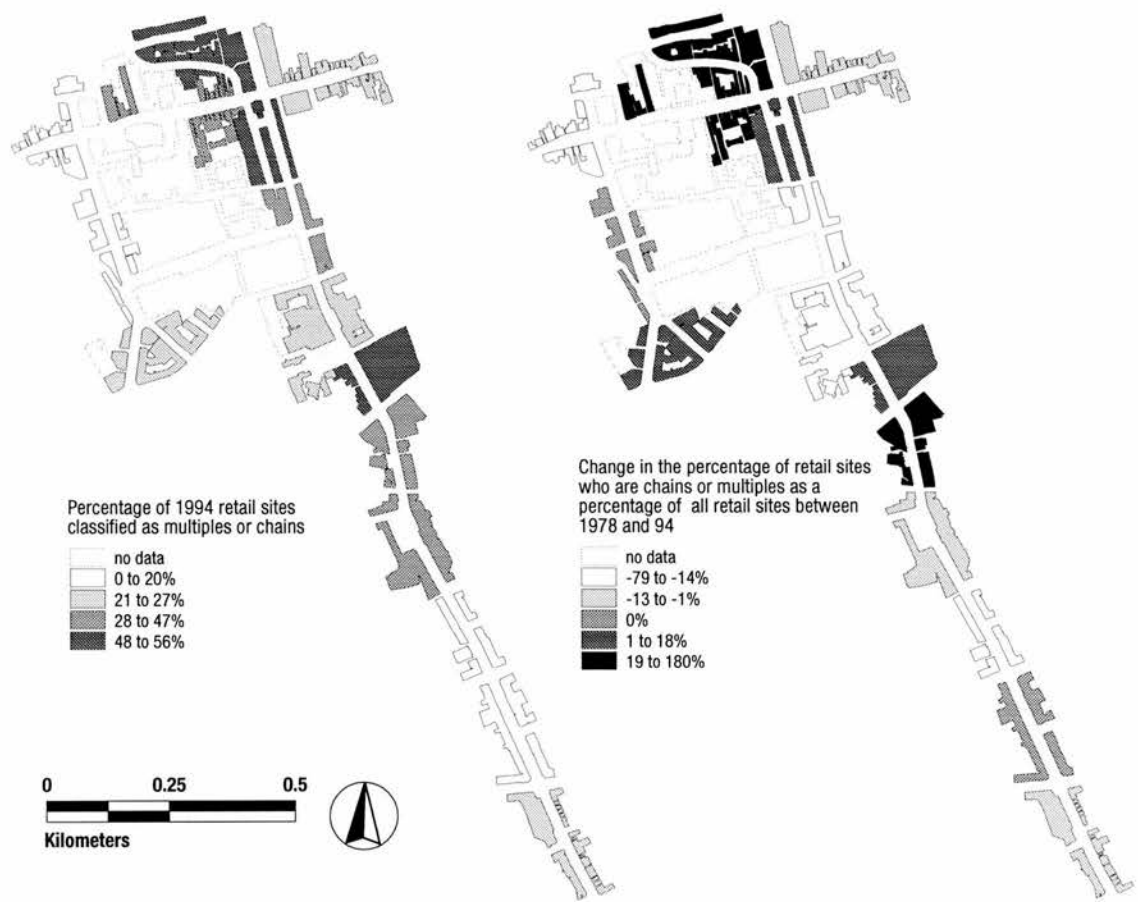 Percentage of 1994 retail sites
classified as multiples or chains
no data
0 to 20%
21 to 27%
28 to 47%
48 to 56%
Change in the percentage of retail sites
who are chains or multiples as a
percentage of all retail sites between
1978 and 94
no data
-79 to -14%
-13 to -1%
0%
1 to 18%
19 to 180%
0 0.25 0.5
Kilometers